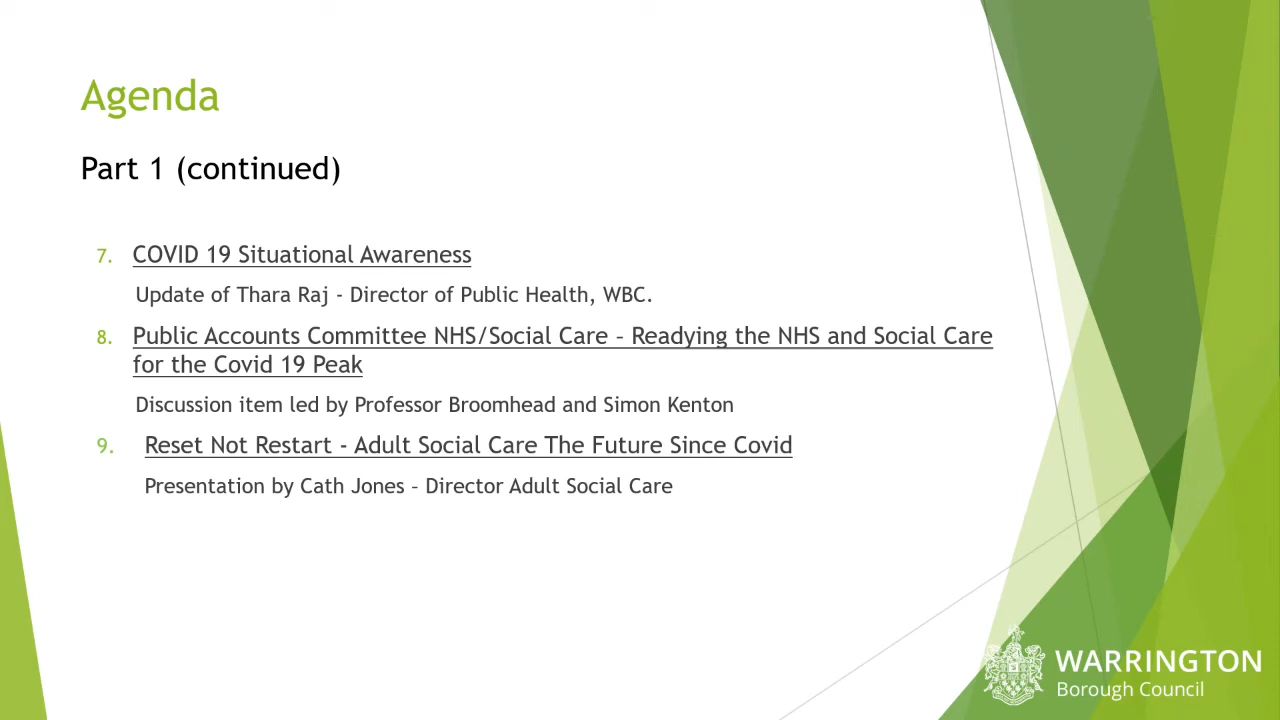 Agenda
Part 1 (continued)
7. COVID 19 Situational Awareness
Update of Thara Raj - Director of Public Health, WBC.
8. Public Accounts Committee NHS/Social Care – Readying the NHS and Social Care
for the Covid 19 Peak
Discussion item led by Professor Broomhead and Simon Kenton
9. Reset Not Restart - Adult Social Care The Future Since Covid
Presentation by Cath Jones – Director Adult Social Care
WARRINGTON
Borough Council